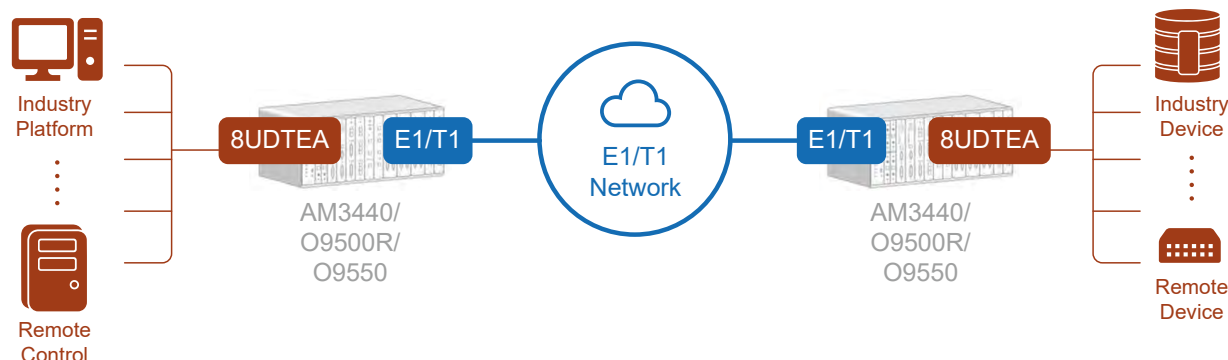 Industry
Platform
Remote
Control
8UDTEA
E1/T1
AM3440/
O9500R/
O9550
E1/T1
Network
E1/T1
8UDTEA
AM3440/
O9500R/
O9550
Industry
Device
Remote
Device